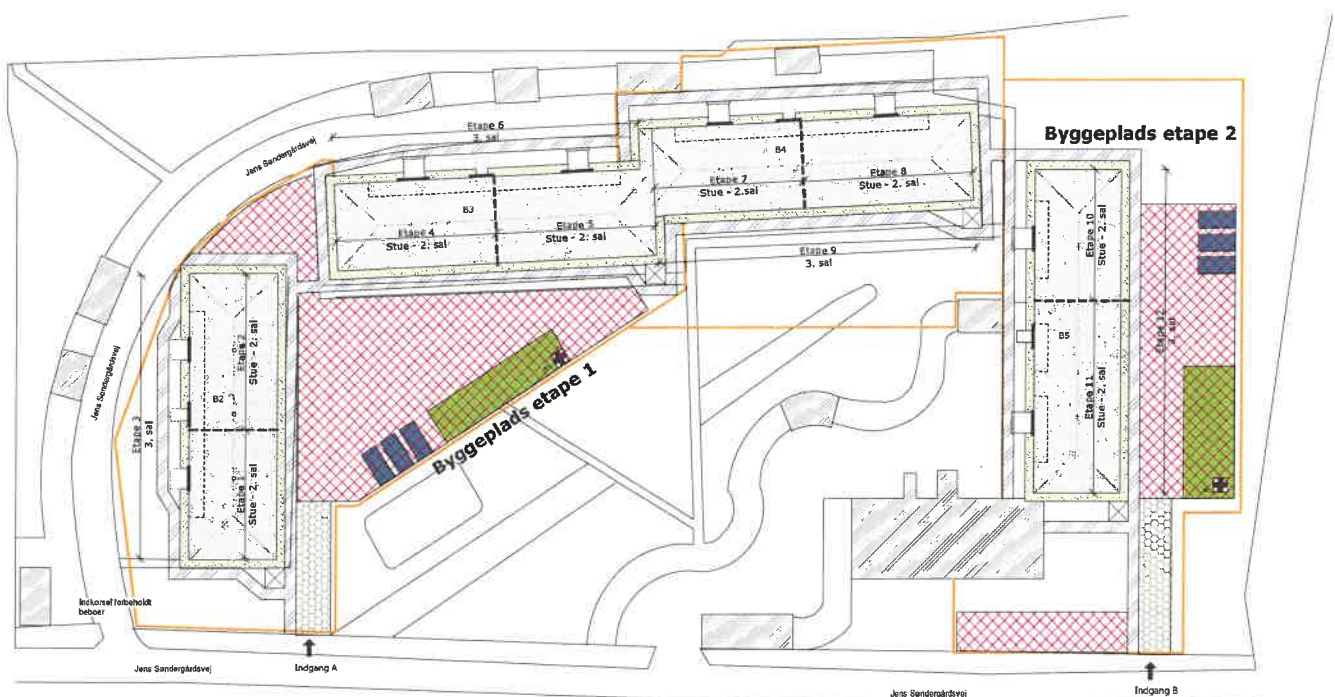 Byggeplads etape 2
Etape 6
3. sal
Jens Søndergårdsvej
B4
Etape 7
Stue - 2.sal
Etape 8
Stue - 2. sal
B3
Etape 4
Stue - 2. sal
Etape 5
Stue - 2. sal
Etape 9
3. sal
Etape 10
Stue - 2. sal
Etape 12
3. sal
B5
Etape 11
Stue - 2. sal
Jens Søndergårdsvej
Etape 3
3. sal
B2
Etape 2
Stue - 2. sal
Etape 1
Stue - 2. sal
Byggeplads etape 1
Indkørsel forbeholdt
beboer
Jens Søndergårdsvej
Indgang A
Jens Søndergårdsvej
Indgang B